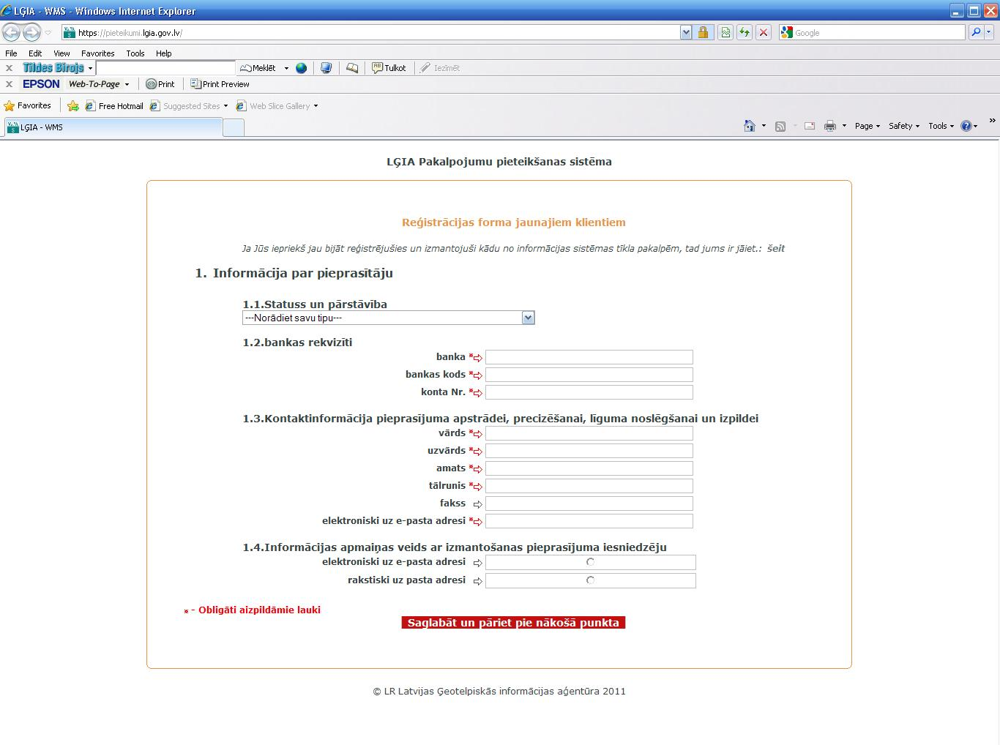 LĢIA - WMS - Windows Internet Explorer
https://pieteikumi.lgia.gov.lv/
Google
File Edit View Favorites Tools Help
x Tildes Birojs Meklēt Tulkot Iezīmēt
x EPSON Web-To-Page Print Print Preview
Favorites Free Hotmail Suggested Sites Web Slice Gallery
LĢIA - WMS
Page Safety Tools »
LĢIA Pakalpojumu pieteikšanas sistēma
Reģistrācijas forma jaunajiem klientiem
Ja Jūs iepriekš jau bijāt reģistrējušies un izmantojuši kādu no informācijas sistēmas tīkla pakalpēm, tad jums ir jāiet.: šeit
1. Informācija par pieprasītāju
1.1.Statuss un pārstāvība
---Norādiet savu tipu---
1.2.bankas rekvizīti
banka *
bankas kods *
konta Nr. *
1.3.Kontaktinformācija pieprasījuma apstrādei, precizēšanai, līguma noslēgšanai un izpildei
vārds *
uzvārds *
amats *
tālrunis *
fakss
elektroniski uz e-pasta adresi *
1.4.Informācijas apmaiņas veids ar izmantošanas pieprasījuma iesniedzēju
elektroniski uz e-pasta adresi
rakstiski uz pasta adresi
* - Obligāti aizpildāmie lauki
Saglabāt un pāriet pie nākošā punkta
© LR Latvijas Ģeotelpiskās informācijas aģentūra 2011